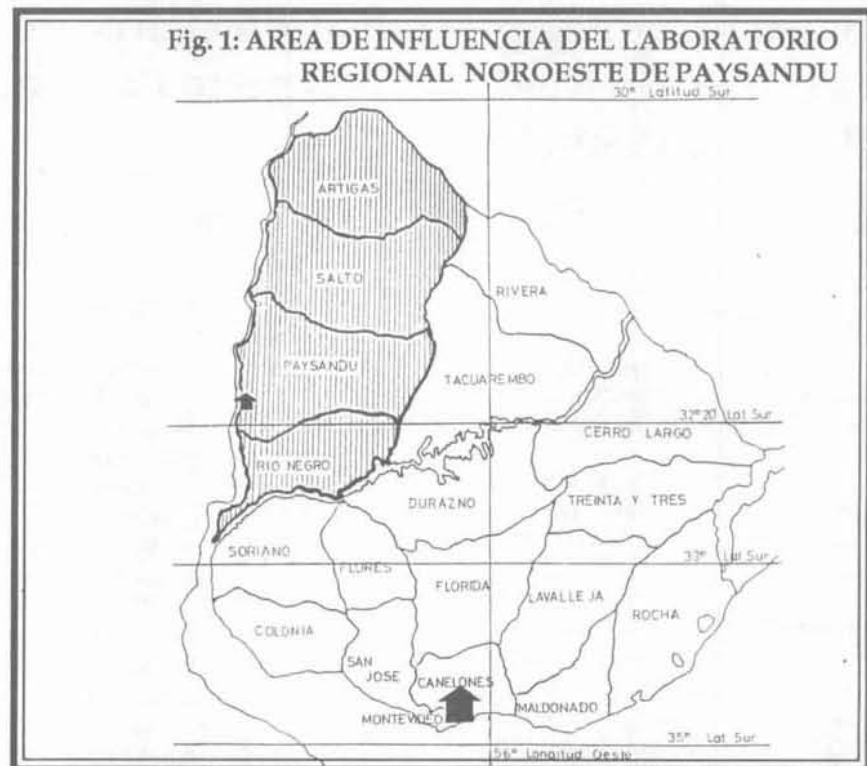 Fig. 1: AREA DE INFLUENCIA DEL LABORATORIO
REGIONAL NOROESTE DE PAYSANDU
30° Latitud Sur
ARTIGAS
SALTO
RIVERA
PAYSANDU
TACUAREMBO
32°20' Lat Sur
CERRO LARGO
RIO NEGRO
DURAZNO
TREINTA Y TRES
SORIANO
33° Lat Sur
FLORES
FLORIDA
LAVALLEJA
ROCHA
COLONIA
SAN
JOSE
CANELONES
MALDONADO
MONTEVIDEO
35° Lat Sur
56° Longitud Oeste